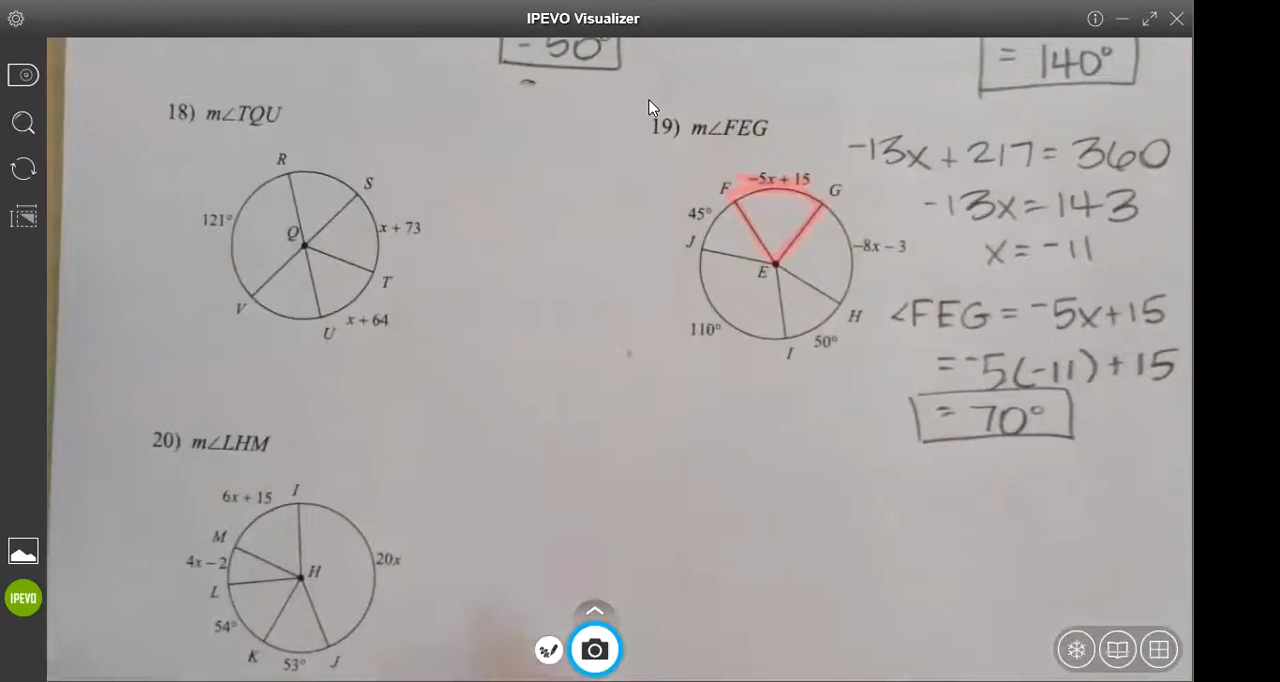 IPEVO Visualizer
- 50°
= 140°
18) m∠TQU
R
S
121°
Q
x + 73
T
V
U
x + 64
19) m∠FEG
-5x + 15
F
G
45°
J
-8x - 3
E
H
110°
50°
I
-13x + 217 = 360
-13x = 143
x = -11
∠FEG = -5x + 15
= -5(-11) + 15
= 70°
20) m∠LHM
6x + 15
I
M
4x - 2
H
20x
L
54°
K
53°
J
IPEVO